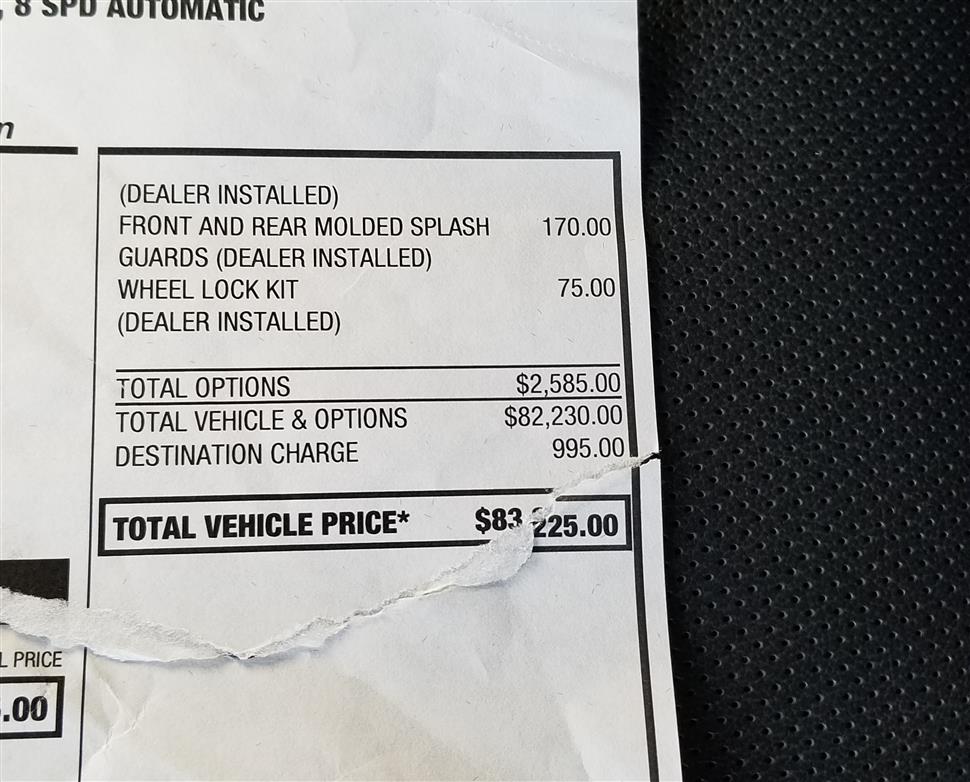 , 8 SPD AUTOMATIC
(DEALER INSTALLED)
FRONT AND REAR MOLDED SPLASH 170.00
GUARDS (DEALER INSTALLED)
WHEEL LOCK KIT 75.00
(DEALER INSTALLED)
TOTAL OPTIONS $2,585.00
TOTAL VEHICLE & OPTIONS $82,230.00
DESTINATION CHARGE 995.00
TOTAL VEHICLE PRICE* $83 225.00
L PRICE
.00